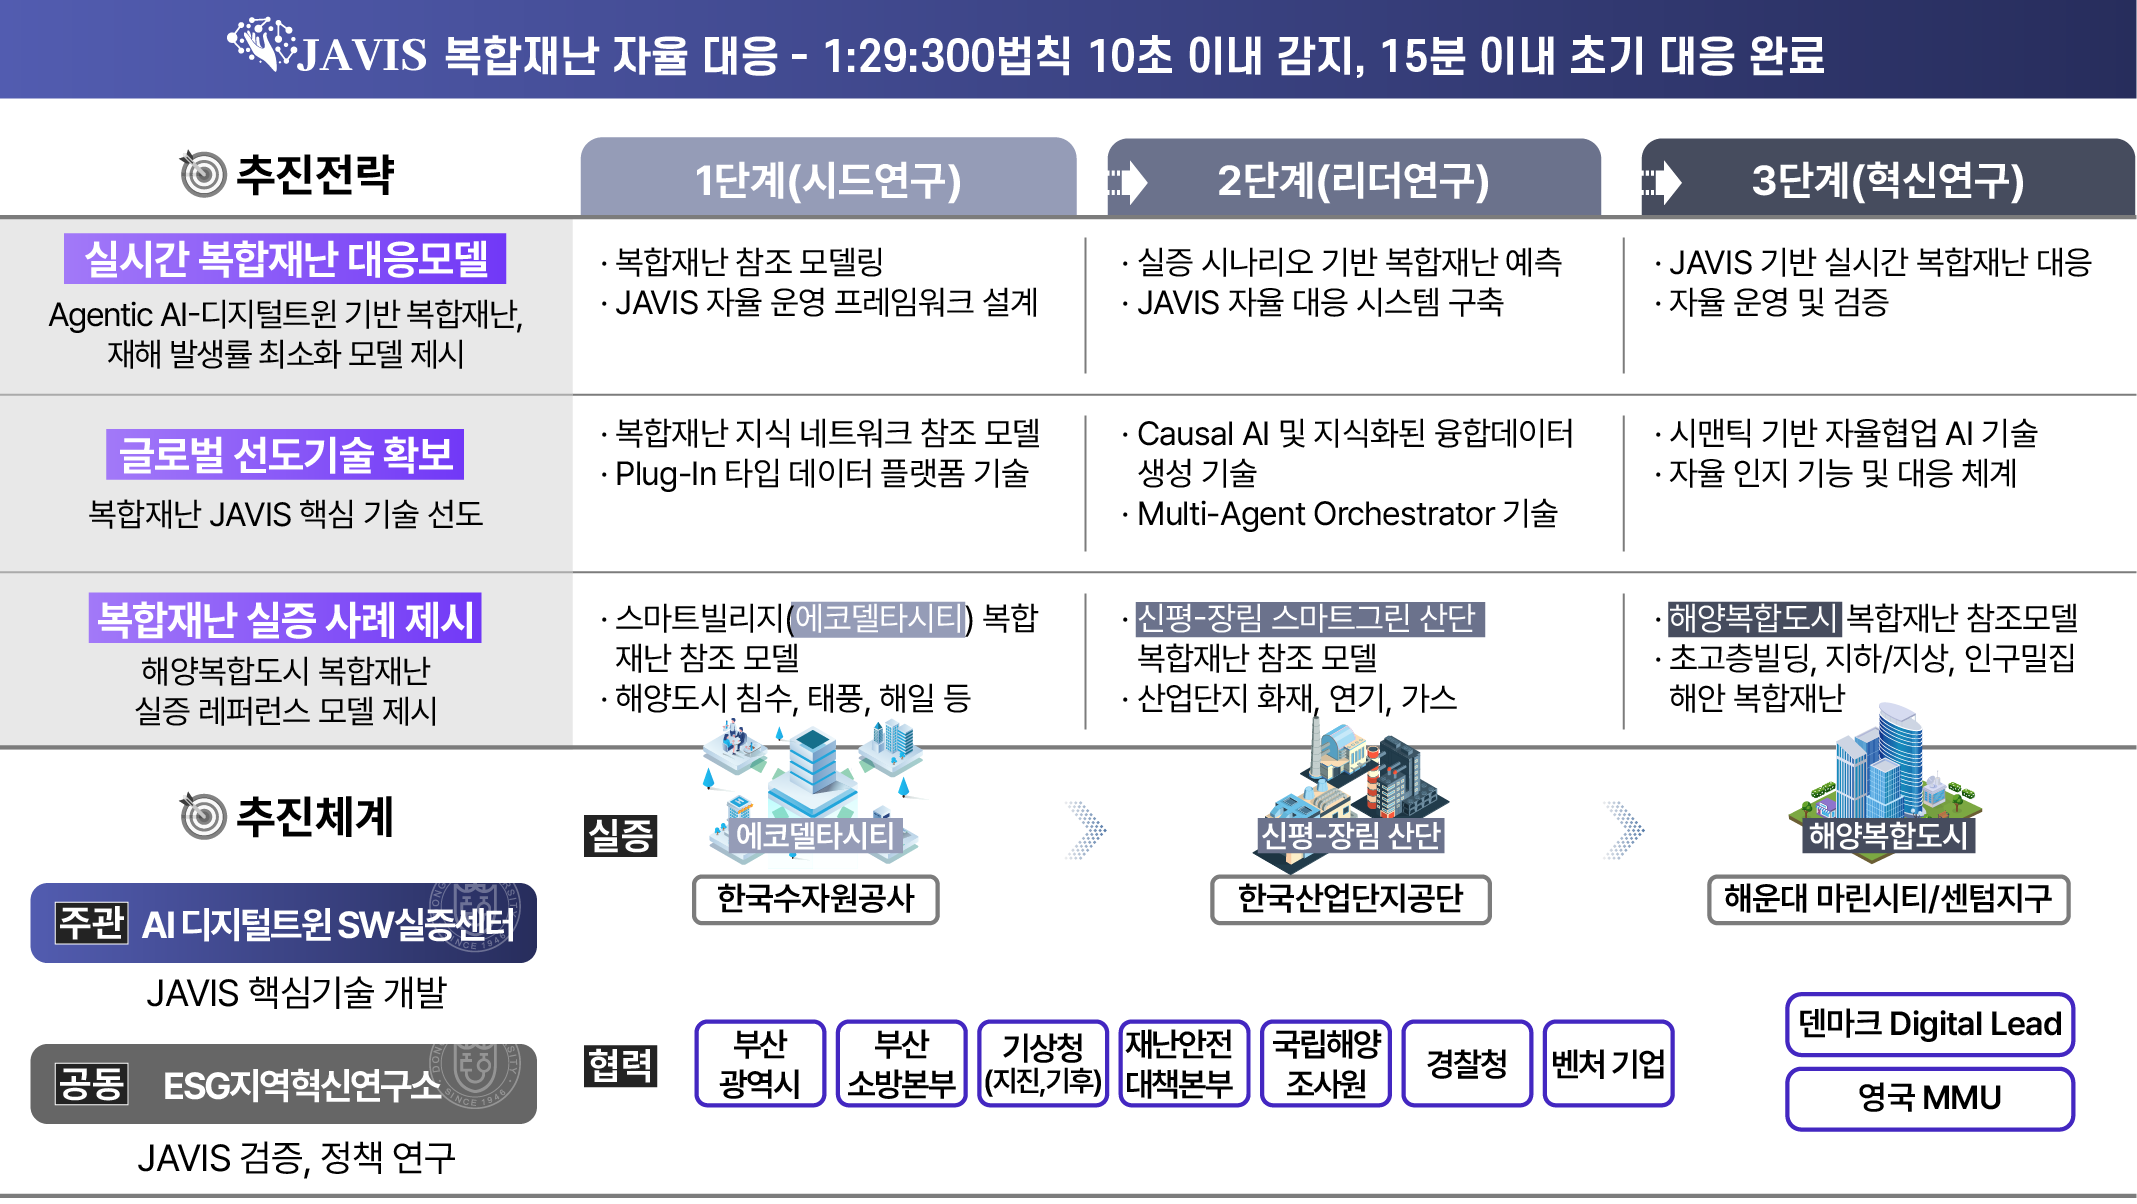 JAVIS 복합재난 자율 대응 - 1:29:300법칙 10초 이내 감지, 15분 이내 초기 대응 완료
추진전략
1단계(시드연구)
2단계(리더연구)
3단계(혁신연구)
실시간 복합재난 대응모델
Agentic AI-디지털트윈 기반 복합재난,
재해 발생률 최소화 모델 제시
· 복합재난 참조 모델링
· JAVIS 자율 운영 프레임워크 설계
· 실증 시나리오 기반 복합재난 예측
· JAVIS 자율 대응 시스템 구축
· JAVIS 기반 실시간 복합재난 대응
· 자율 운영 및 검증
글로벌 선도기술 확보
복합재난 JAVIS 핵심 기술 선도
· 복합재난 지식 네트워크 참조 모델
· Plug-In 타입 데이터 플랫폼 기술
· Causal AI 및 지식화된 융합데이터
생성 기술
· Multi-Agent Orchestrator 기술
· 시맨틱 기반 자율협업 AI 기술
· 자율 인지 기능 및 대응 체계
복합재난 실증 사례 제시
해양복합도시 복합재난
실증 레퍼런스 모델 제시
· 스마트빌리지(에코델타시티) 복합
재난 참조 모델
· 해양도시 침수, 태풍, 해일 등
· 신평-장림 스마트그린 산단
복합재난 참조 모델
· 산업단지 화재, 연기, 가스
· 해양복합도시 복합재난 참조모델
· 초고층빌딩, 지하/지상, 인구밀집
해안 복합재난
추진체계
주관 AI 디지털트윈 SW실증센터
SINCE 1946
JAVIS 핵심기술 개발
공동 ESG지역혁신연구소
SINCE 1946
JAVIS 검증, 정책 연구
실증
에코델타시티
한국수자원공사
신평-장림 산단
한국산업단지공단
해양복합도시
해운대 마린시티/센텀지구
협력
부산
광역시
부산
소방본부
기상청
(지진,기후)
재난안전
대책본부
국립해양
조사원
경찰청
벤처 기업
덴마크 Digital Lead
영국 MMU